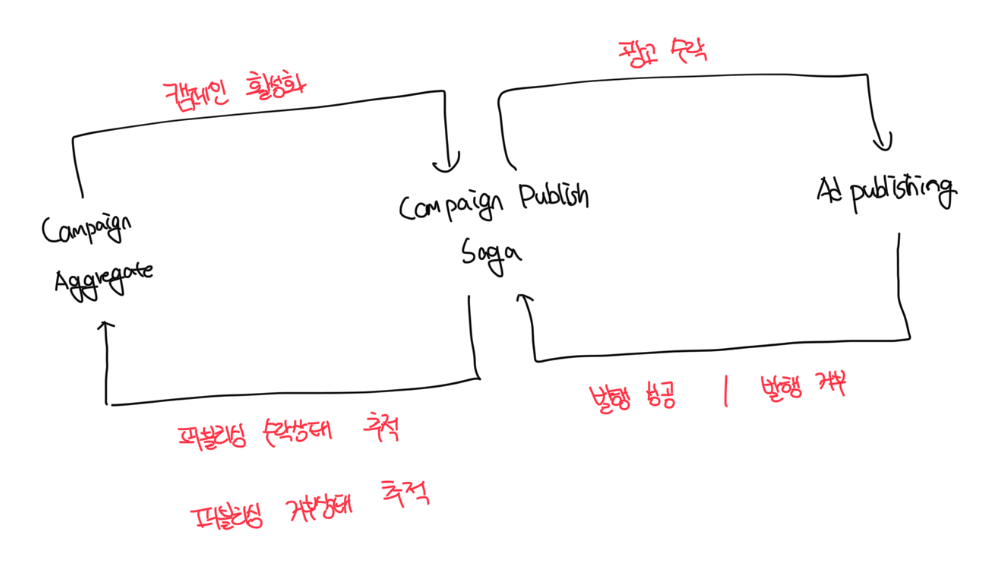 광고 수락
캠페인 활성화
Campaign Publish
Saga
Ad publishing
Campaign
Aggregate
발행 성공 | 발행 거부
퍼블리싱 수락상태 추적
퍼블리싱 거부상태 추적